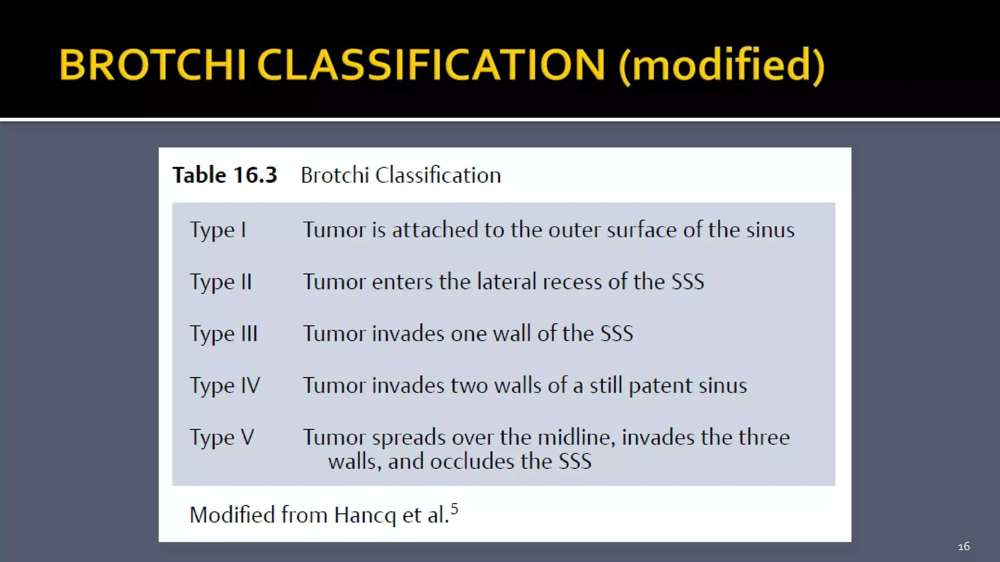 BROTCHI CLASSIFICATION (modified)
Table 16.3 Brotchi Classification
Type I Tumor is attached to the outer surface of the sinus
Type II Tumor enters the lateral recess of the SSS
Type III Tumor invades one wall of the SSS
Type IV Tumor invades two walls of a still patent sinus
Type V Tumor spreads over the midline, invades the three
walls, and occludes the SSS
Modified from Hancq et al.5
16